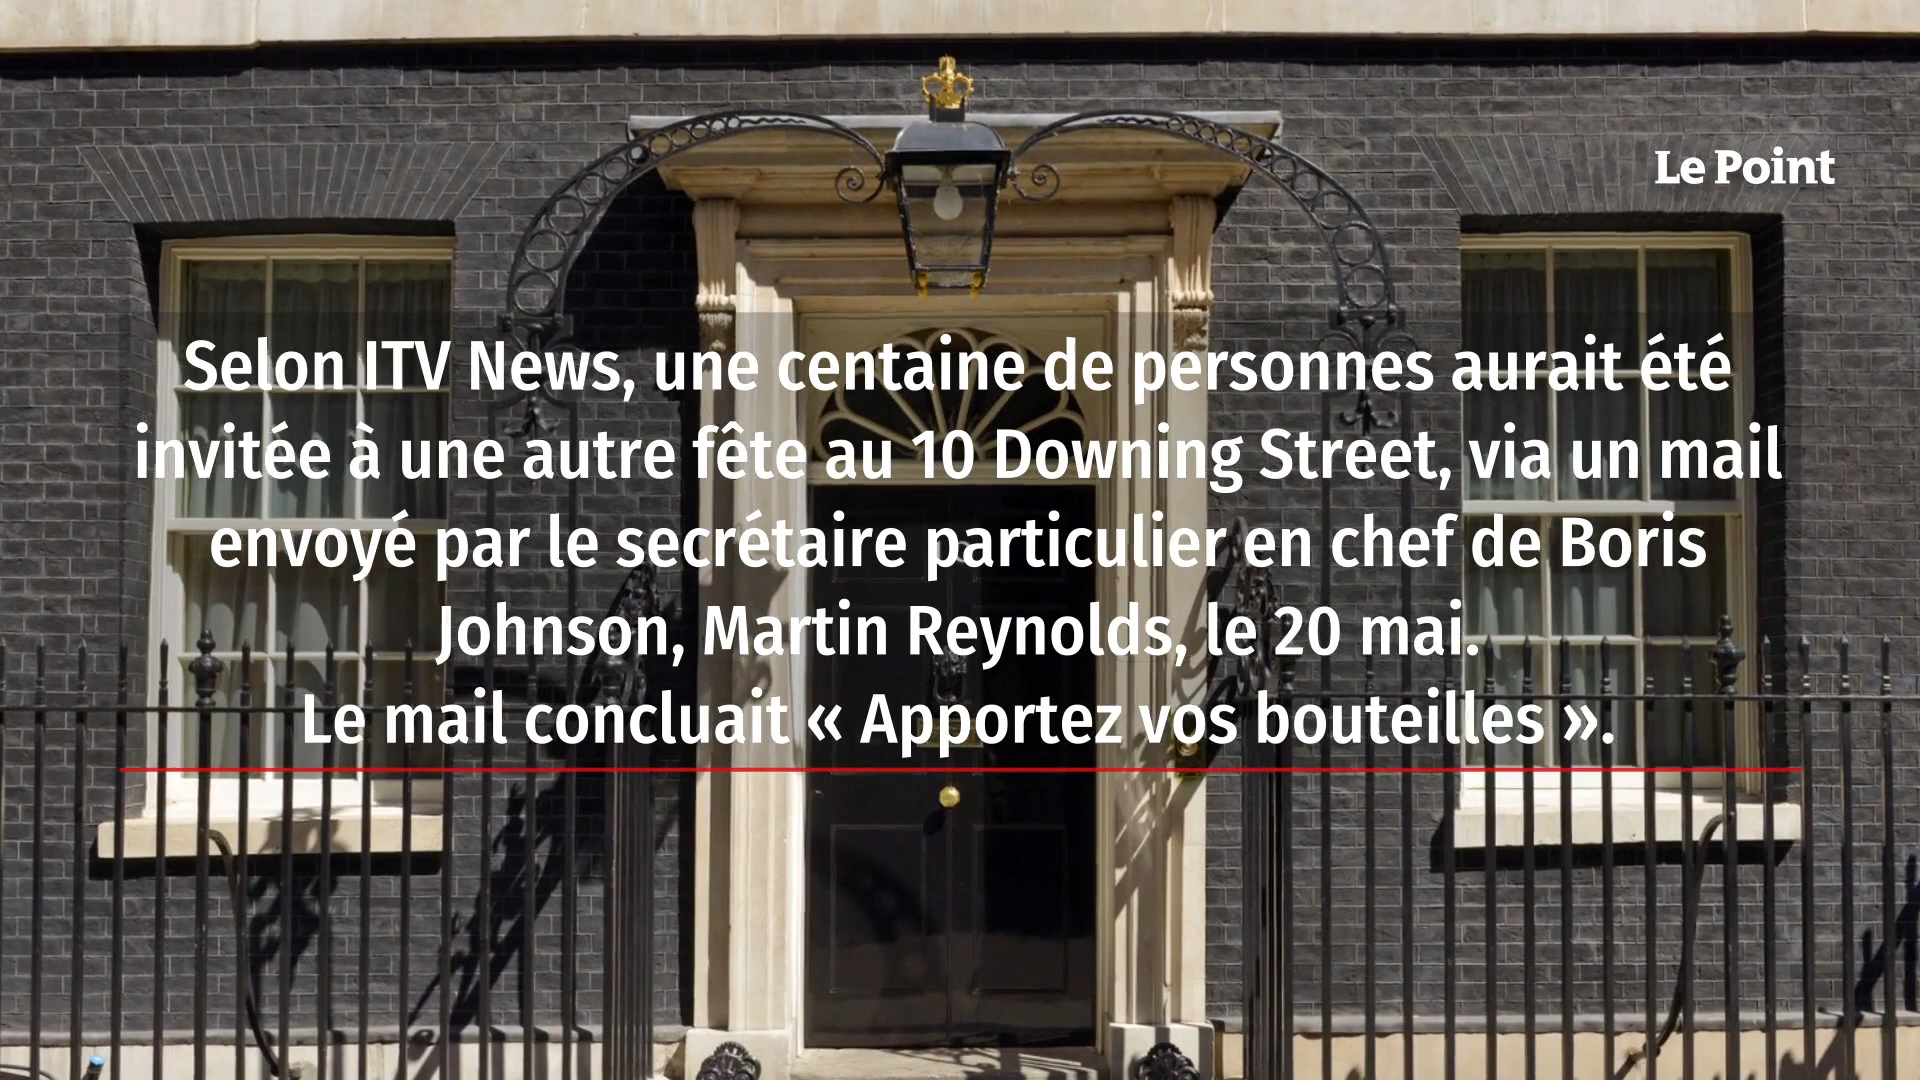 Le Point
Selon ITV News, une centaine de personnes aurait été
invitée à une autre fête au 10 Downing Street, via un mail
envoyé par le secrétaire particulier en chef de Boris
Johnson, Martin Reynolds, le 20 mai.
Le mail concluait « Apportez vos bouteilles ».